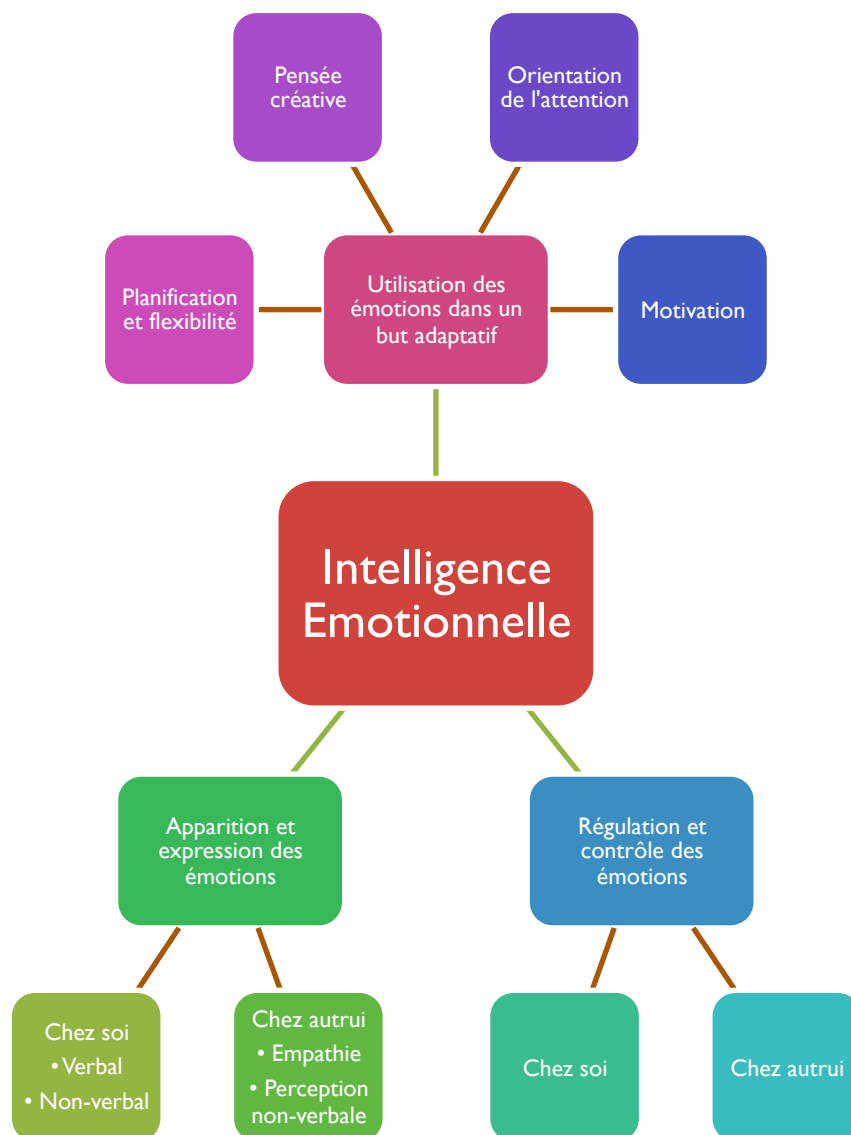 Pensée
créative
Orientation
de l'attention
Planification
et flexibilité
Utilisation des
émotions dans un
but adaptatif
Motivation
Intelligence
Emotionnelle
Apparition et
expression des
émotions
Régulation et
contrôle des
émotions
Chez soi
• Verbal
• Non-verbal
Chez autrui
• Empathie
• Perception
non-verbale
Chez soi
Chez autrui